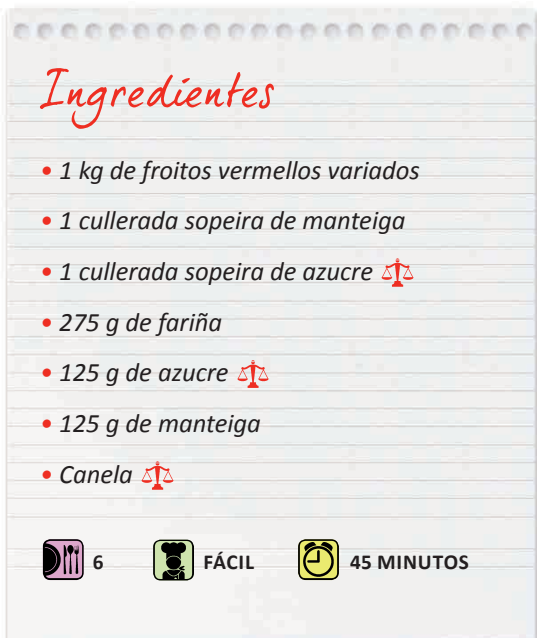 Ingredientes
• 1 kg de froitos vermellos variados
• 1 cullerada sopeira de manteiga
• 1 cullerada sopeira de azucre
• 275 g de fariña
• 125 g de azucre
• 125 g de manteiga
• Canela
6 FÁCIL 45 MINUTOS